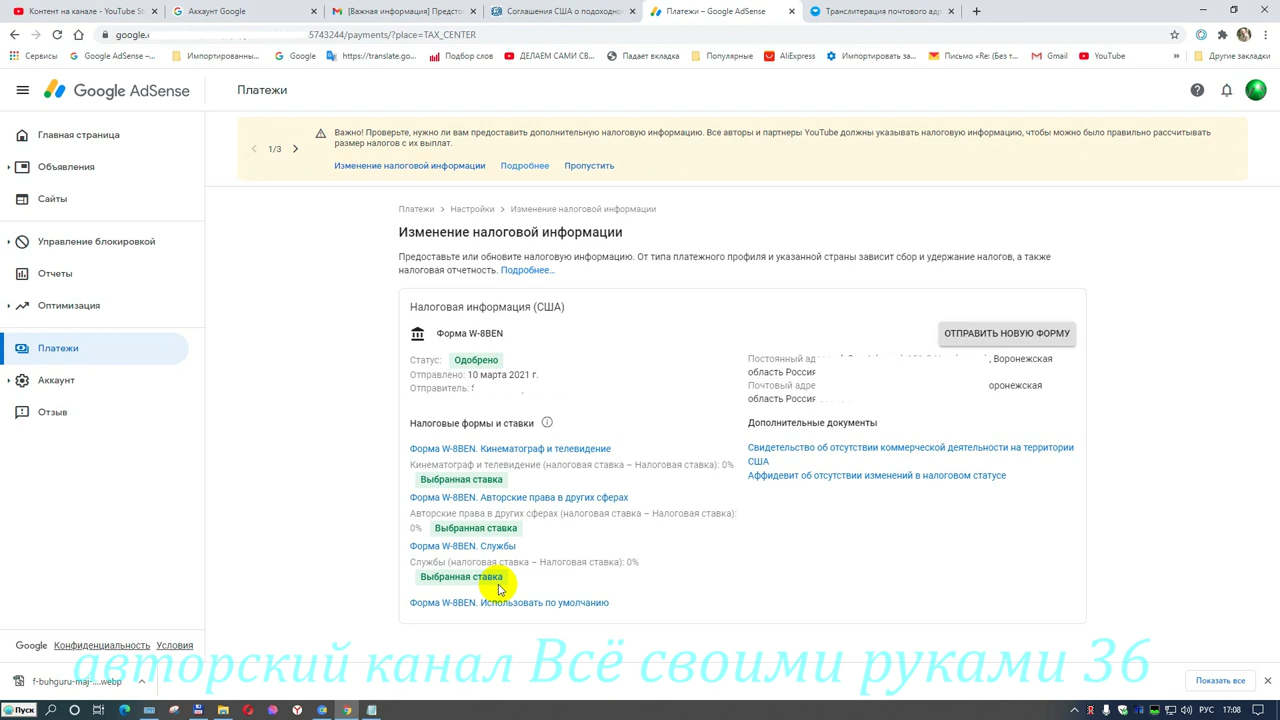 Контент на канале – YouTube
Аккаунт Google
[Важная информация] Предсто
Соглашения США о подоходно
Платежи – Google AdSense
Транслитерация почтового адр
google.c
5743244/payments/?place=TAX_CENTER
Сервисы
Google AdSense –...
Импортированны...
Google
https://translate.go...
Подбор слов
ДЕЛАЕМ САМИ СВ...
Падает вкладка
Популярные
AliExpress
Импортировать за...
Письмо «Re: (Без т...
Gmail
YouTube
»
Другие закладки
Google AdSense
Платежи
Главная страница
Объявления
Сайты
Управление блокировкой
Отчеты
Оптимизация
Платежи
Аккаунт
Отзыв
1/3
Важно! Проверьте, нужно ли вам предоставить дополнительную налоговую информацию. Все авторы и партнеры YouTube должны указывать налоговую информацию, чтобы можно было правильно рассчитывать
размер налогов с их выплат.
Изменение налоговой информации Подробнее Пропустить
Платежи > Настройки > Изменение налоговой информации
Изменение налоговой информации
Предоставьте или обновите налоговую информацию. От типа платежного профиля и указанной страны зависит сбор и удержание налогов, а также
налоговая отчетность. Подробнее...
Налоговая информация (США)
Форма W-8BEN
ОТПРАВИТЬ НОВУЮ ФОРМУ
Статус: Одобрено
Отправлено: 10 марта 2021 г.
Отправитель:
Постоянный ад , Воронежская
область Россия
Почтовый адре оронежская
область Россия
Налоговые формы и ставки
Форма W-8BEN. Кинематограф и телевидение
Кинематограф и телевидение (налоговая ставка – Налоговая ставка): 0%
Выбранная ставка
Форма W-8BEN. Авторские права в других сферах
Авторские права в других сферах (налоговая ставка – Налоговая ставка):
0% Выбранная ставка
Форма W-8BEN. Службы
Службы (налоговая ставка – Налоговая ставка): 0%
Выбранная ставка
Форма W-8BEN. Использовать по умолчанию
Дополнительные документы
Свидетельство об отсутствии коммерческой деятельности на территории
США
Аффидевит об отсутствии изменений в налоговом статусе
Google Конфиденциальность Условия
авторский канал Всё своими руками 36
f-buhguru-maj-....webp
Показать все
Пуск
РУС
17:08